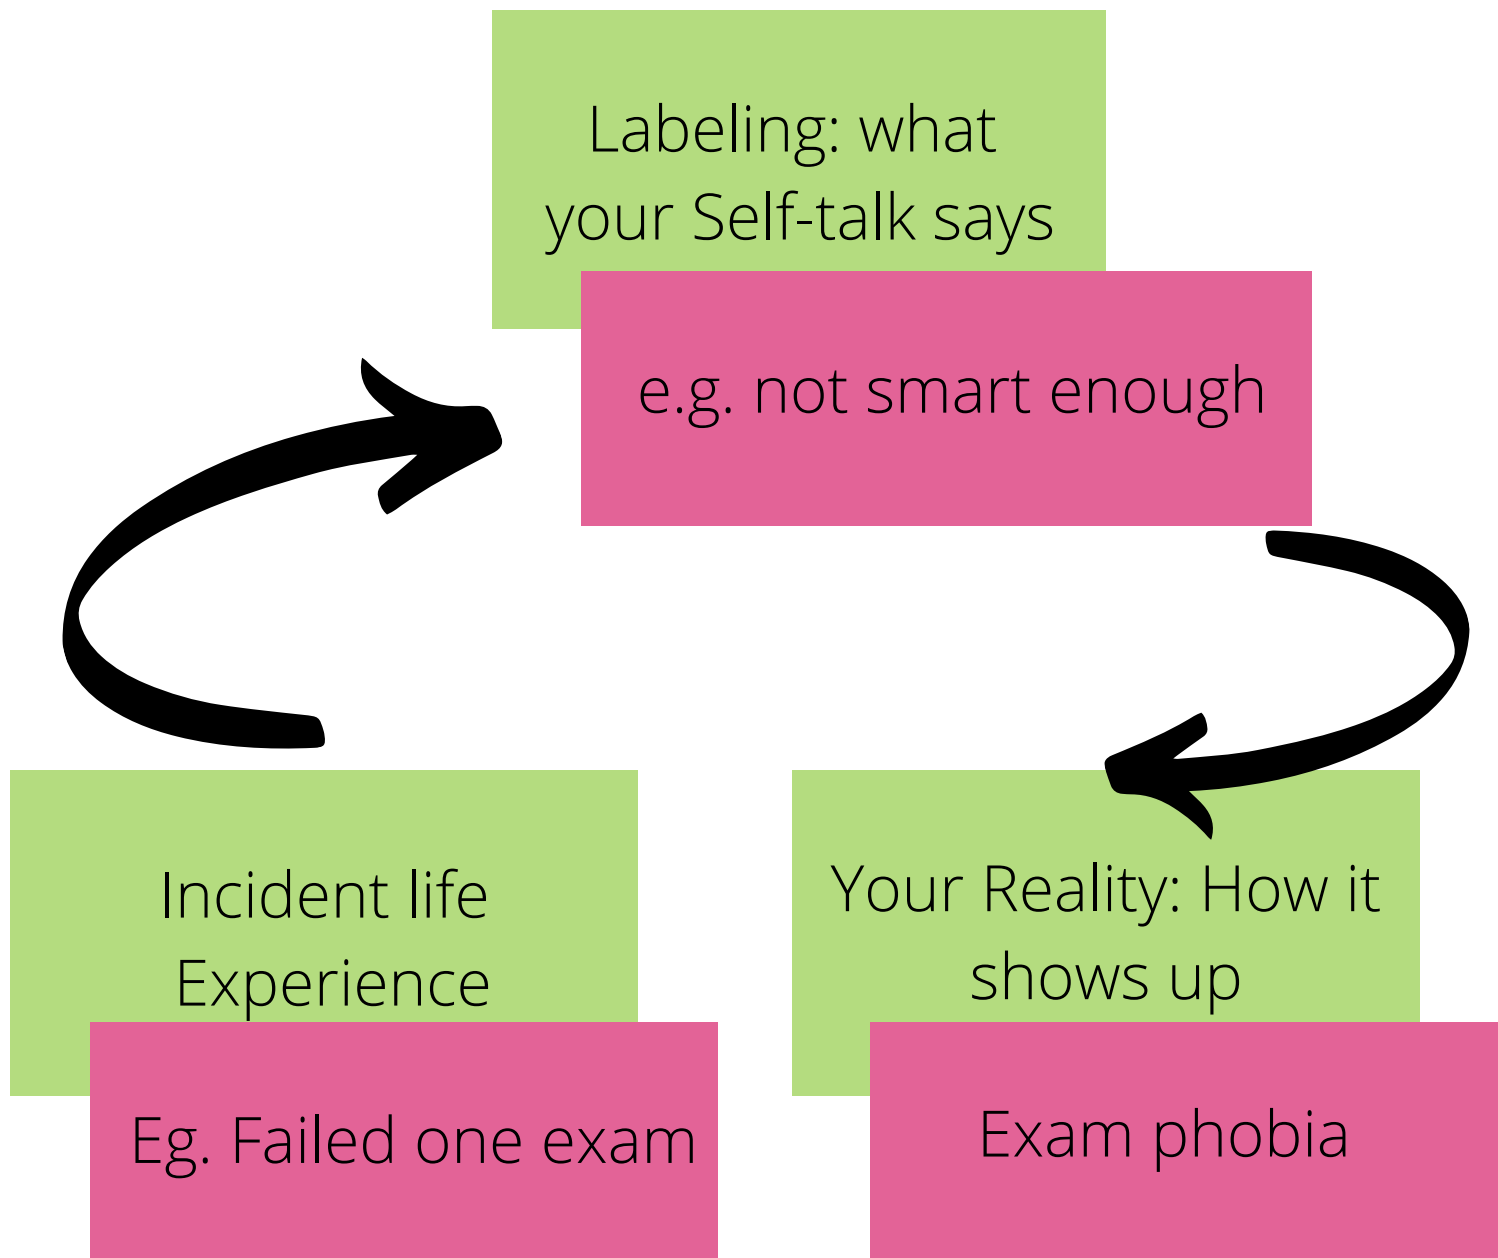 Labeling: what
your Self-talk says
e.g. not smart enough
Incident life
Experience
Eg. Failed one exam
Your Reality: How it
shows up
Exam phobia